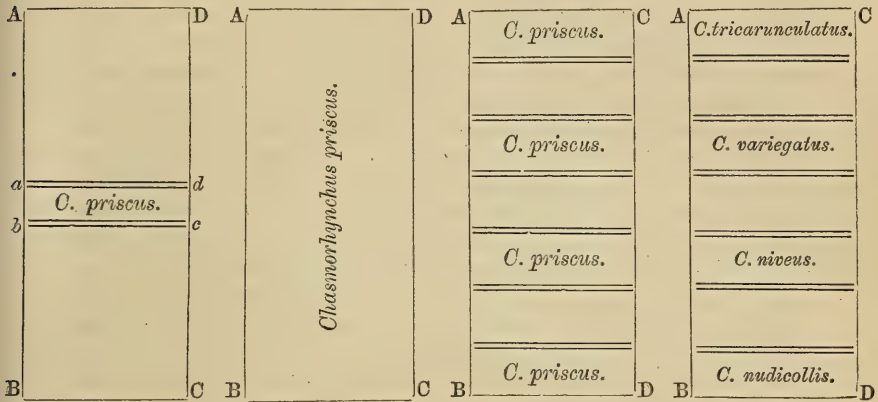 A D
a d
C. priscus.
b c
B C
A D
Chasmorhynchus priscus.
B C
A C
C. priscus.
C. priscus.
C. priscus.
C. priscus.
B D
A C
C. tricarunculatus.
C. variegatus.
C. niveus.
C. nudicollis.
B D